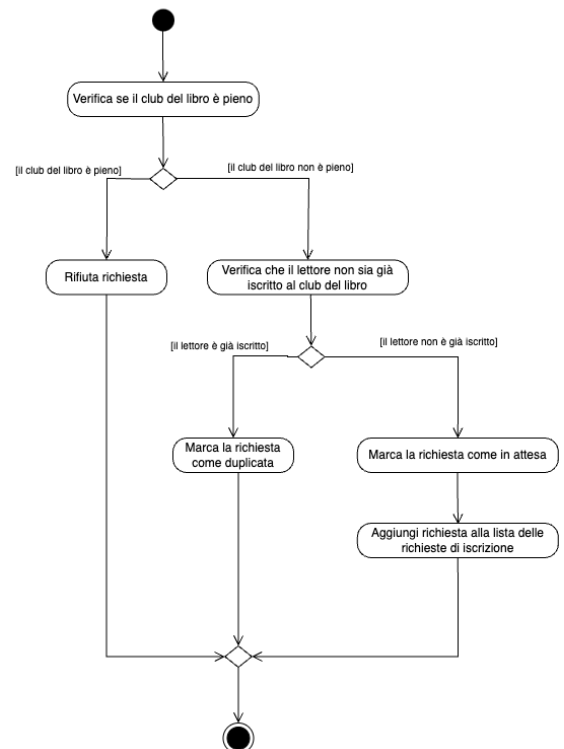 Verifica se il club del libro è pieno
[il club del libro è pieno]
[il club del libro non è pieno]
Rifiuta richiesta
Verifica che il lettore non sia già
iscritto al club del libro
[il lettore è già iscritto]
[il lettore non è già iscritto]
Marca la richiesta
come duplicata
Marca la richiesta come in attesa
Aggiungi richiesta alla lista delle
richieste di iscrizione